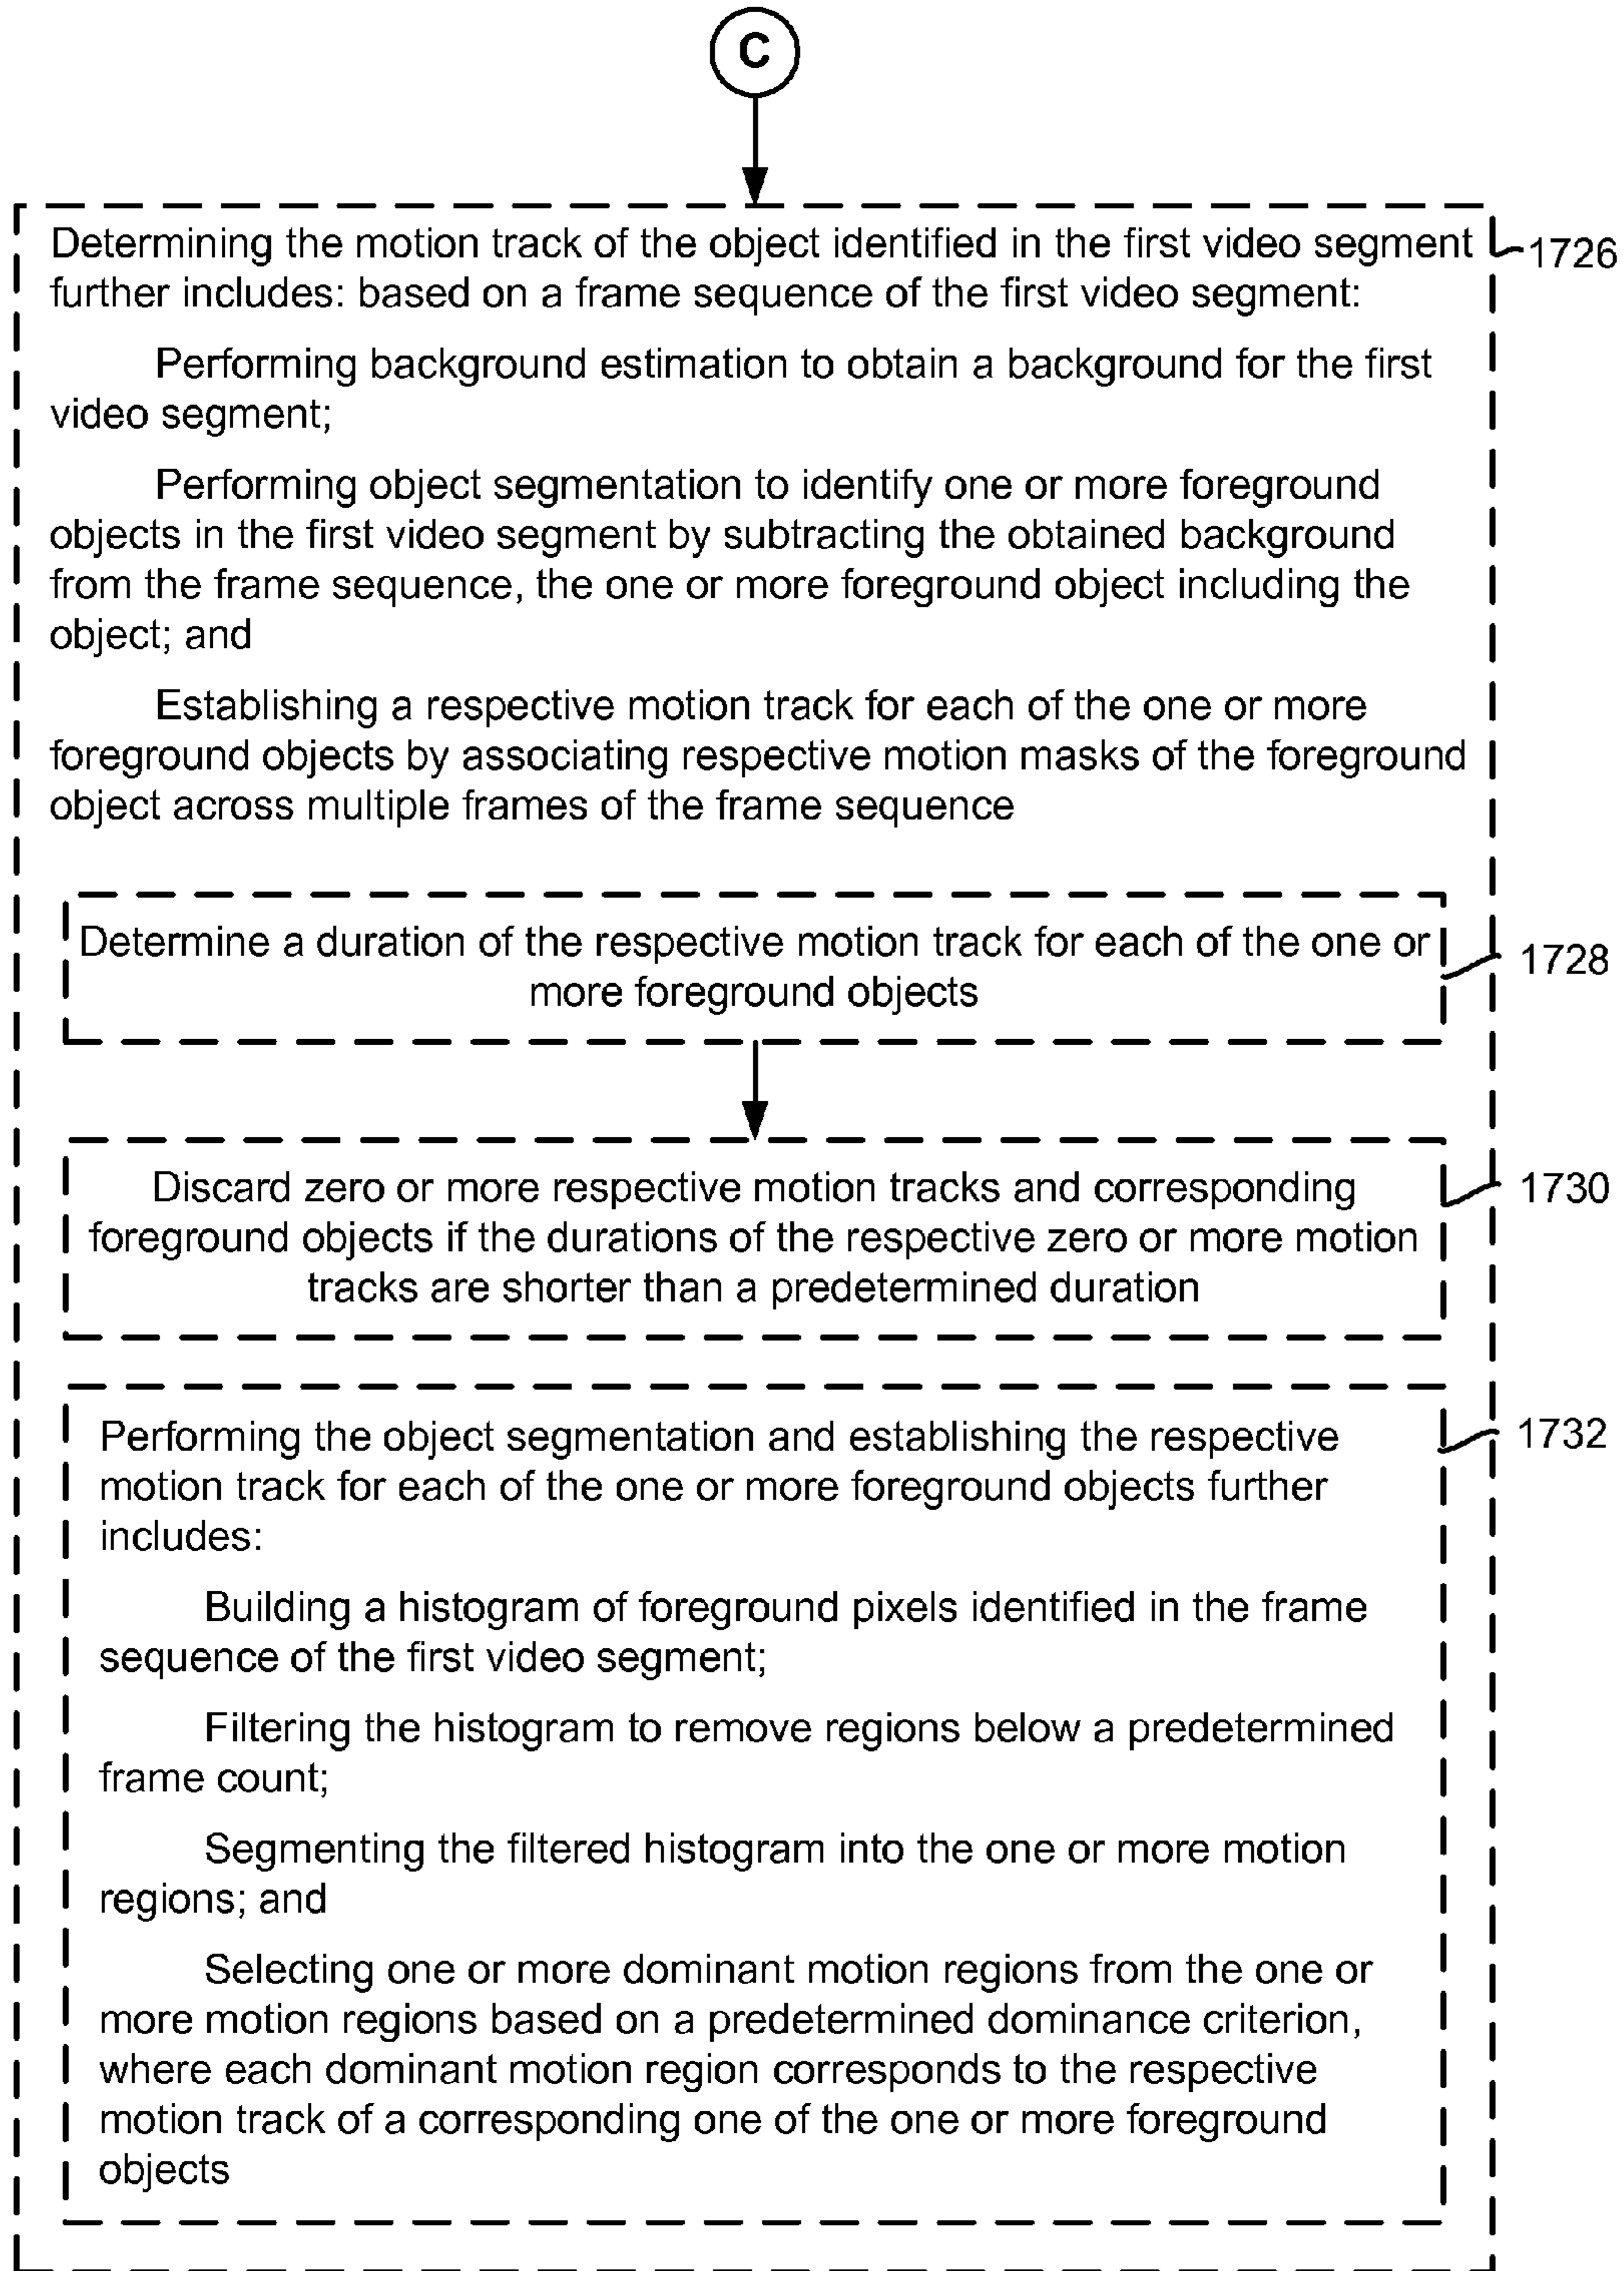 C
Determining the motion track of the object identified in the first video segment
1726
further includes: based on a frame sequence of the first video segment:
Performing background estimation to obtain a background for the first
video segment;
Performing object segmentation to identify one or more foreground
objects in the first video segment by subtracting the obtained background
from the frame sequence, the one or more foreground object including the
object; and
Establishing a respective motion track for each of the one or more
foreground objects by associating respective motion masks of the foreground
object across multiple frames of the frame sequence
Determine a duration of the respective motion track for each of the one or
more foreground objects
1728
Discard zero or more respective motion tracks and corresponding
foreground objects if the durations of the respective zero or more motion
tracks are shorter than a predetermined duration
1730
Performing the object segmentation and establishing the respective
motion track for each of the one or more foreground objects further
includes:
1732
Building a histogram of foreground pixels identified in the frame
sequence of the first video segment;
Filtering the histogram to remove regions below a predetermined
frame count;
Segmenting the filtered histogram into the one or more motion
regions; and
Selecting one or more dominant motion regions from the one or
more motion regions based on a predetermined dominance criterion,
where each dominant motion region corresponds to the respective
motion track of a corresponding one of the one or more foreground
objects